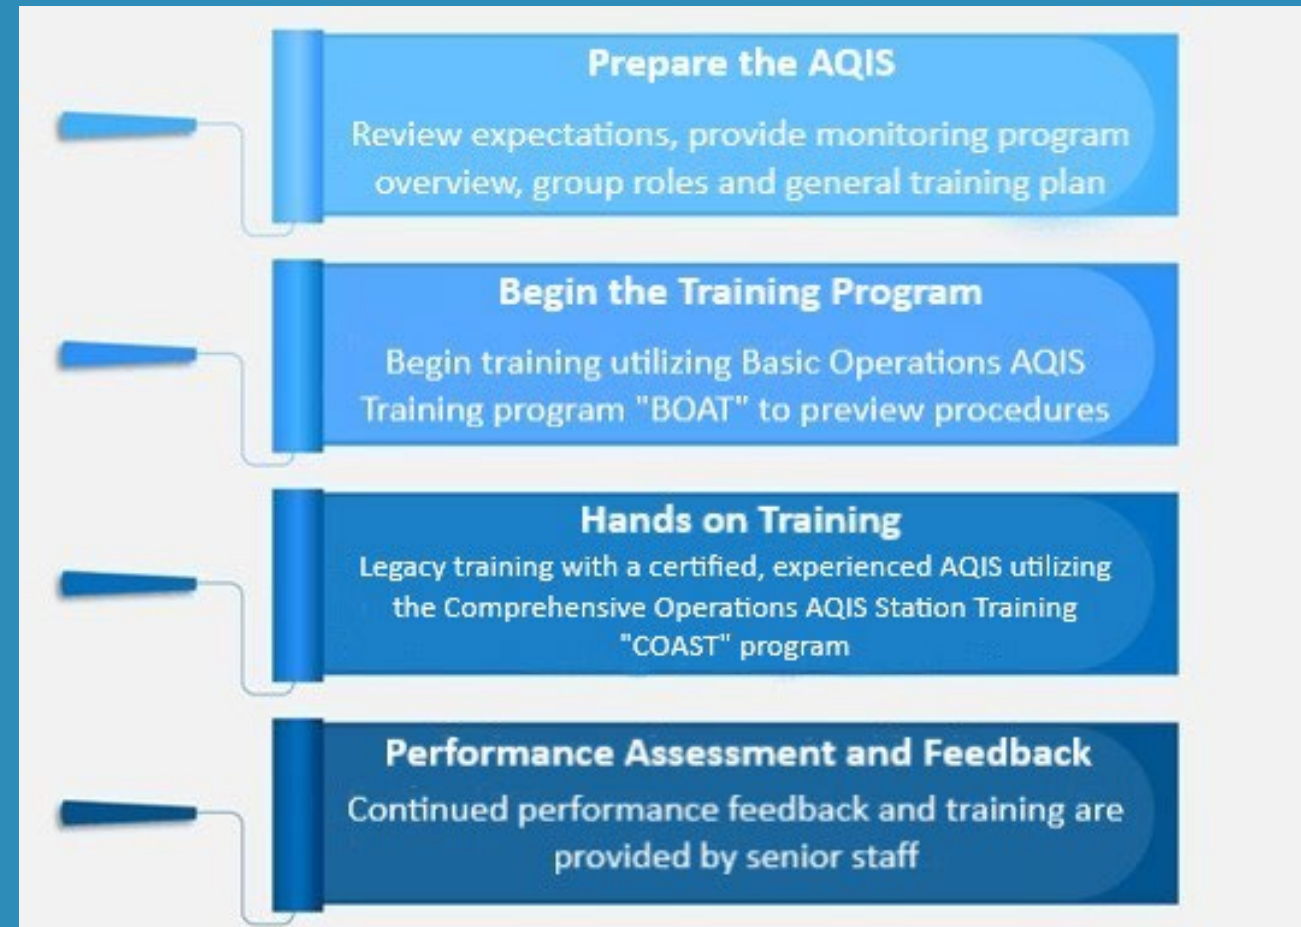 Prepare the AQIS
Review expectations, provide monitoring program
overview, group roles and general training plan
Begin the Training Program
Begin training utilizing Basic Operations AQIS
Training program "BOAT" to preview procedures
Hands on Training
Legacy training with a certified, experienced AQIS utilizing
the Comprehensive Operations AQIS Station Training
"COAST" program
Performance Assessment and Feedback
Continued performance feedback and training are
provided by senior staff